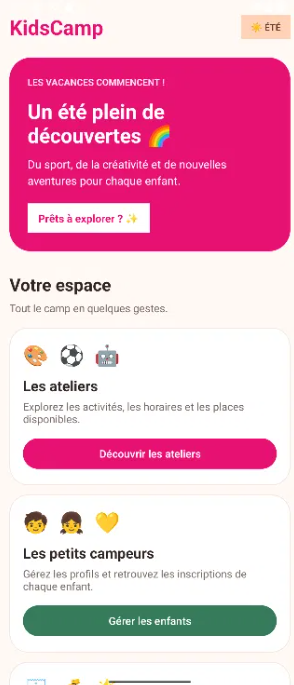 KidsCamp
☀️ ÉTÉ
LES VACANCES COMMENCENT !
Un été plein de
découvertes 🌈
Du sport, de la créativité et de nouvelles
aventures pour chaque enfant.
Prêts à explorer ? ✨
Votre espace
Tout le camp en quelques gestes.
Les ateliers
Explorez les activités, les horaires et les places
disponibles.
Découvrir les ateliers
Les petits campeurs
Gérez les profils et retrouvez les inscriptions de
chaque enfant.
Gérer les enfants